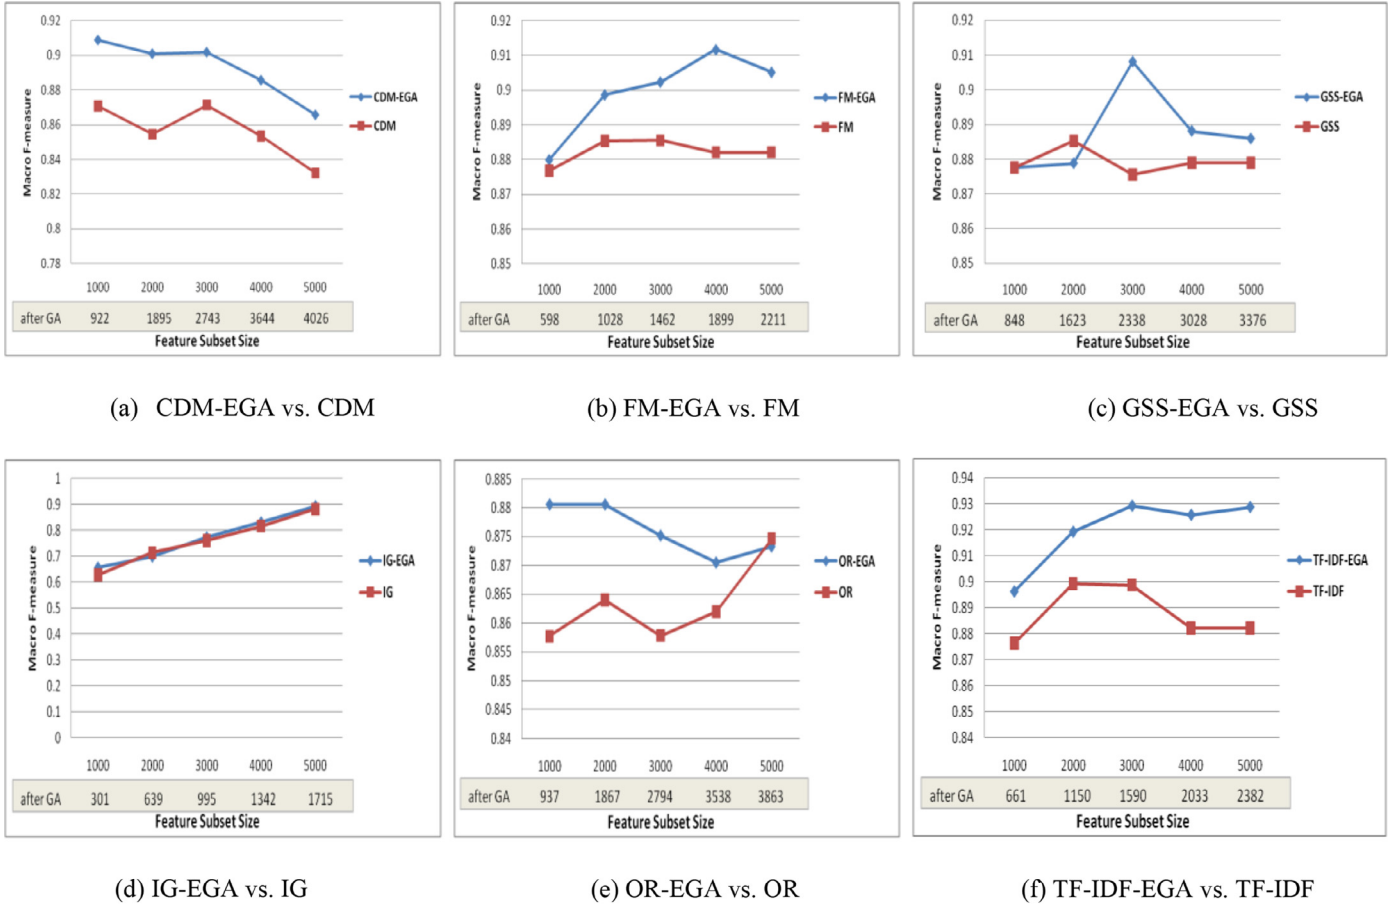 0.92
0.9
0.88
0.86
0.84
0.82
0.8
0.78
Macro F-measure
CDM-EGA
CDM
1000 2000 3000 4000 5000
after GA 922 1895 2743 3644 4026
Feature Subset Size
(a) CDM-EGA vs. CDM
0.92
0.91
0.9
0.89
0.88
0.87
0.86
0.85
Macro F-measure
FM-EGA
FM
1000 2000 3000 4000 5000
after GA 598 1028 1462 1899 2211
Feature Subset Size
(b) FM-EGA vs. FM
0.92
0.91
0.9
0.89
0.88
0.87
0.86
0.85
Macro F-measure
GSS-EGA
GSS
1000 2000 3000 4000 5000
after GA 848 1623 2338 3028 3376
Feature Subset Size
(c) GSS-EGA vs. GSS
1
0.9
0.8
0.7
0.6
0.5
0.4
0.3
0.2
0.1
0
Macro F-measure
IG-EGA
IG
1000 2000 3000 4000 5000
after GA 301 639 995 1342 1715
Feature Subset Size
(d) IG-EGA vs. IG
0.885
0.88
0.875
0.87
0.865
0.86
0.855
0.85
0.845
0.84
Macro F-measure
OR-EGA
OR
1000 2000 3000 4000 5000
after GA 937 1867 2794 3538 3863
Feature Subset Size
(e) OR-EGA vs. OR
0.94
0.93
0.92
0.91
0.9
0.89
0.88
0.87
0.86
0.85
0.84
Macro F-measure
TF-IDF-EGA
TF-IDF
1000 2000 3000 4000 5000
after GA 661 1150 1590 2033 2382
Feature Subset Size
(f) TF-IDF-EGA vs. TF-IDF